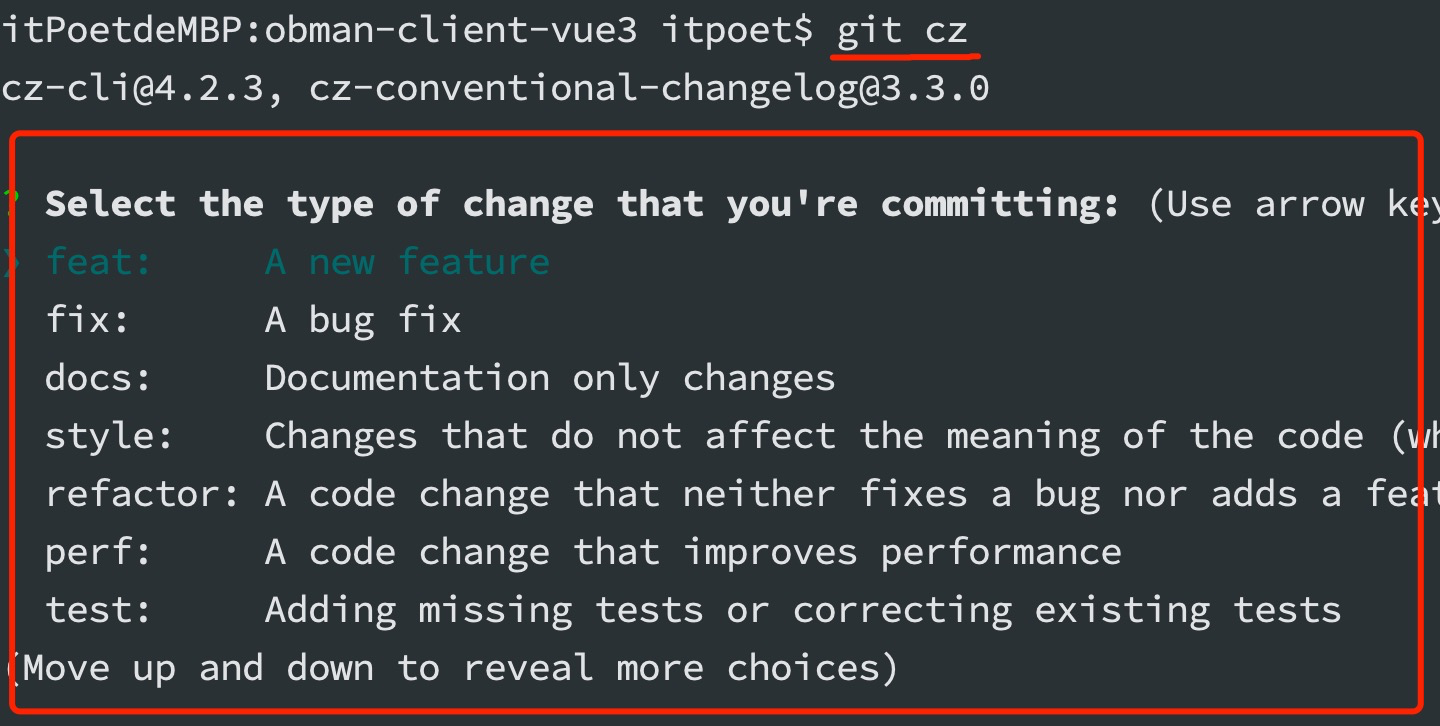 itPoetdeMBP:obman-client-vue3 itpoet$ git cz
cz-cli@4.2.3, cz-conventional-changelog@3.3.0
? Select the type of change that you're committing: (Use arrow key
❯ feat:     A new feature
fix:      A bug fix
docs:     Documentation only changes
style:    Changes that do not affect the meaning of the code (wh
refactor: A code change that neither fixes a bug nor adds a feat
perf:     A code change that improves performance
test:     Adding missing tests or correcting existing tests
(Move up and down to reveal more choices)